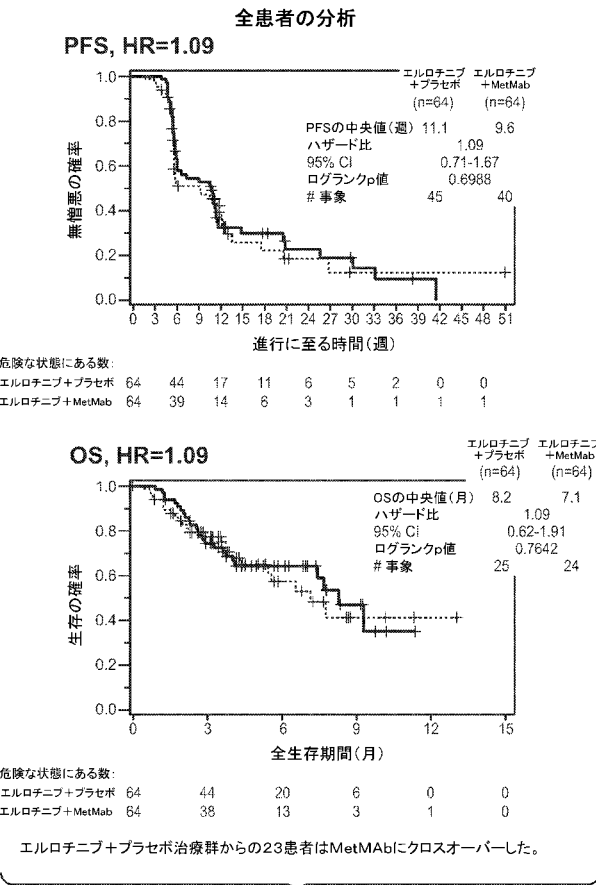 全患者の分析
PFS, HR=1.09
エルロチニブ エルロチニブ
+プラセボ +MetMab
(n=64) (n=64)
PFSの中央値(週) 11.1 9.6
ハザード比 1.09
95% CI 0.71-1.67
ログランクp値 0.6988
# 事象 45 40
無憎悪の確率
1.0
0.8
0.6
0.4
0.2
0.0
0 3 6 9 12 15 18 21 24 27 30 33 36 39 42 45 48 51
進行に至る時間(週)
危険な状態にある数:
エルロチニブ+プラセボ 64 44 17 11 6 5 2 0 0
エルロチニブ+MetMab 64 39 14 6 3 1 1 1 1
OS, HR=1.09
エルロチニブ エルロチニブ
+プラセボ +MetMab
(n=64) (n=64)
OSの中央値(月) 8.2 7.1
ハザード比 1.09
95% CI 0.62-1.91
ログランクp値 0.7642
# 事象 25 24
生存の確率
1.0
0.8
0.6
0.4
0.2
0.0
0 3 6 9 12 15
全生存期間(月)
危険な状態にある数:
エルロチニブ+プラセボ 64 44 20 6 0 0
エルロチニブ+MetMab 64 38 13 3 1 0
エルロチニブ+プラセボ治療群からの23患者はMetMAbにクロスオーバーした。